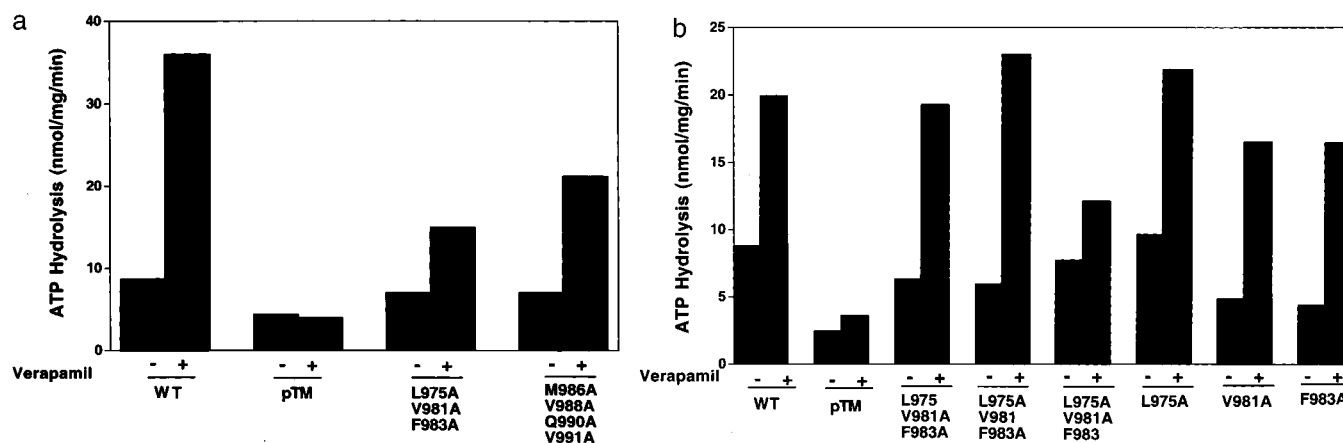 a
ATP Hydrolysis (nmol/mg/min)
40
30
20
10
0
Verapamil
- +
- +
- +
- +
WT
pTM
L975A
V981A
F983A
M986A
V988A
Q990A
V991A
b
ATP Hydrolysis (nmol/mg/min)
25
20
15
10
5
0
Verapamil
- +
- +
- +
- +
- +
- +
- +
- +
WT
pTM
L975
V981A
F983A
L975A
V981
F983A
L975A
V981A
F983
L975A
V981A
F983A